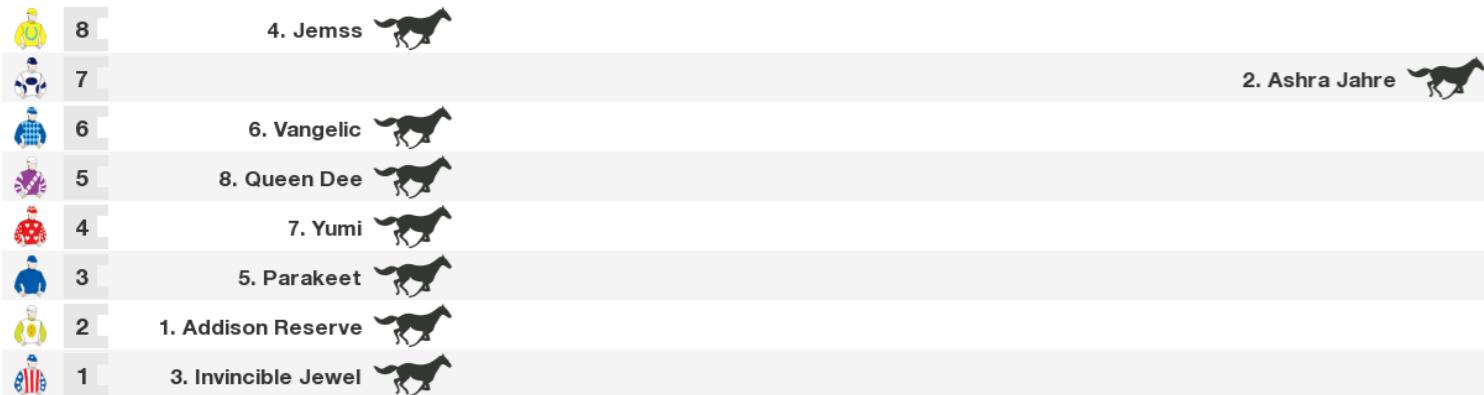 8 4. Jemss
7 2. Ashra Jahre
6 6. Vangelic
5 8. Queen Dee
4 7. Yumi
3 5. Parakeet
2 1. Addison Reserve
1 3. Invincible Jewel